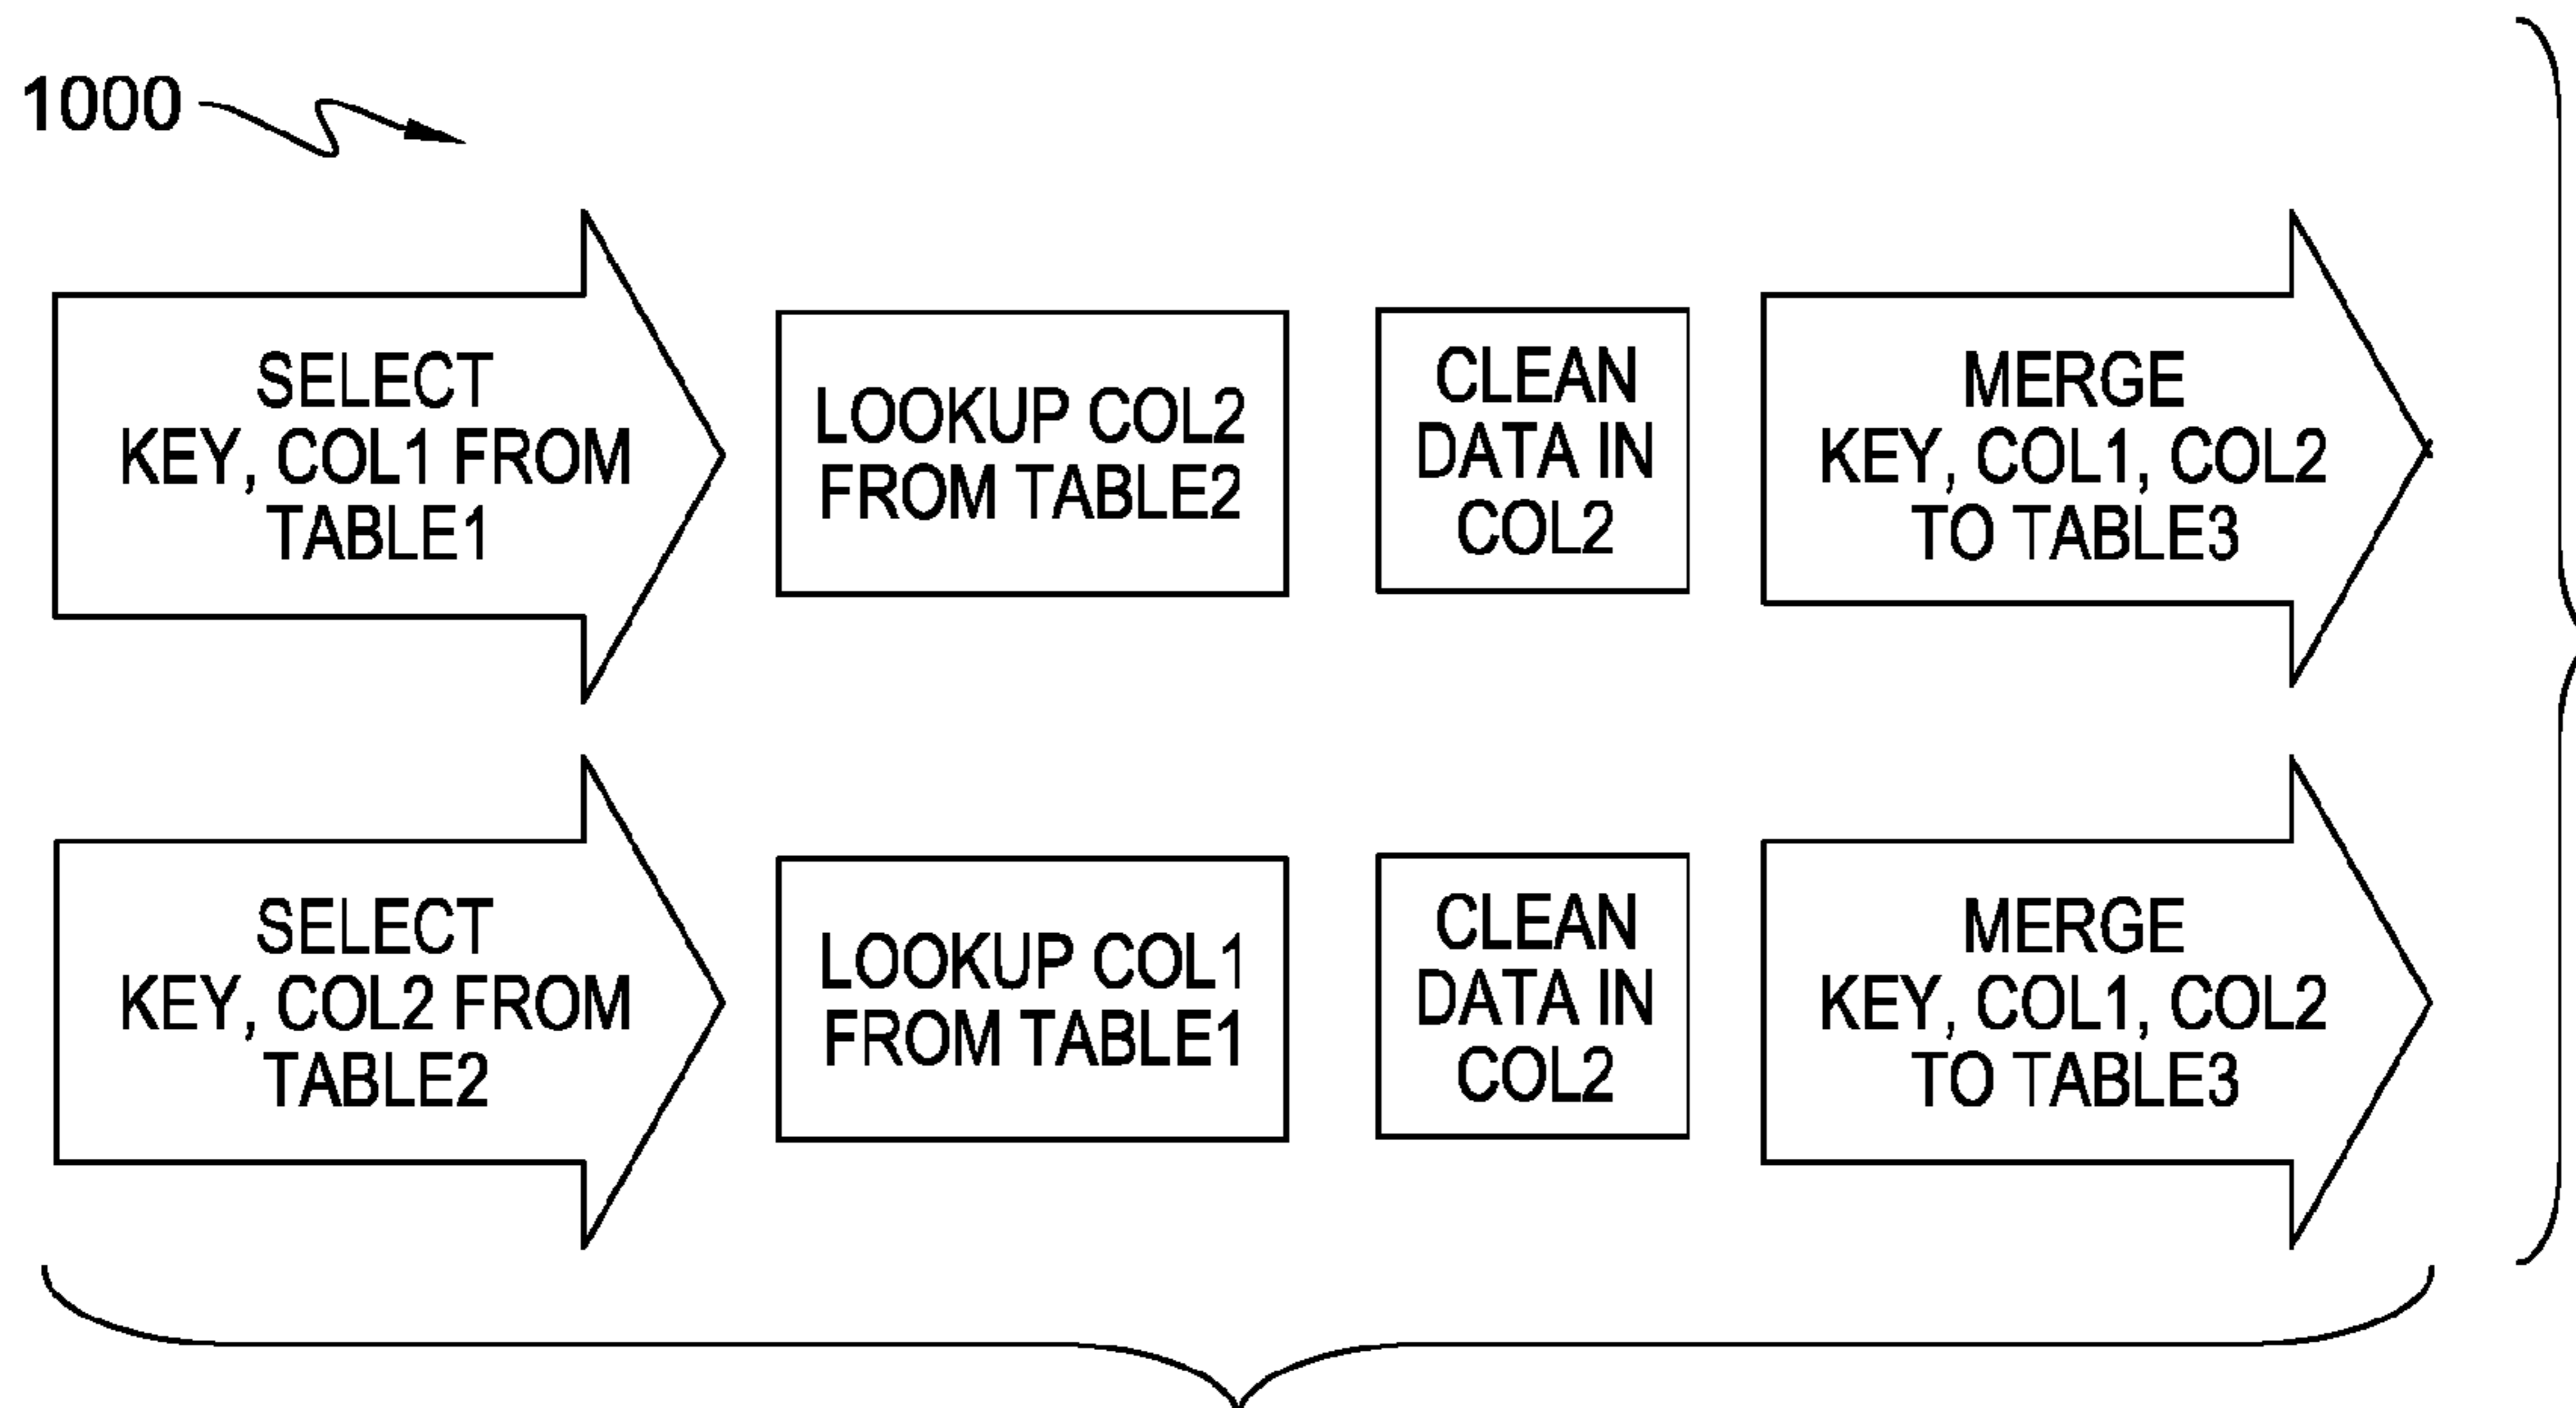 1000
SELECT
KEY, COL1 FROM
TABLE1
LOOKUP COL2
FROM TABLE2
CLEAN
DATA IN
COL2
MERGE
KEY, COL1, COL2
TO TABLE3
SELECT
KEY, COL2 FROM
TABLE2
LOOKUP COL1
FROM TABLE1
CLEAN
DATA IN
COL2
MERGE
KEY, COL1, COL2
TO TABLE3